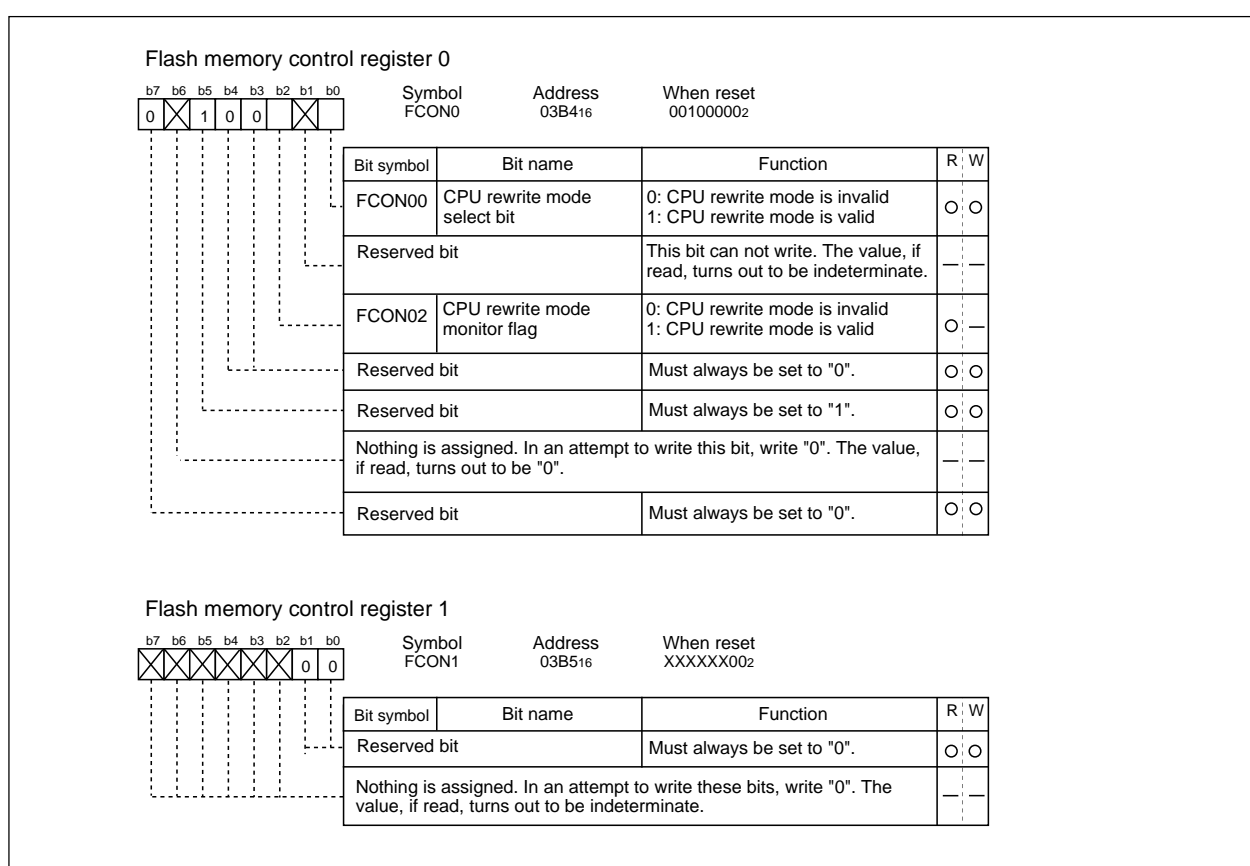 Flash memory control register 0
b7 b6 b5 b4 b3 b2 b1 b0
Symbol Address When reset
FCON0 03B416 001000002
0 1 0 0
Bit symbol Bit name Function R W
FCON00 CPU rewrite mode select bit 0: CPU rewrite mode is invalid
1: CPU rewrite mode is valid
Reserved bit This bit can not write. The value, if
read, turns out to be indeterminate.
FCON02 CPU rewrite mode monitor flag 0: CPU rewrite mode is invalid
1: CPU rewrite mode is valid
Reserved bit Must always be set to "0".
Reserved bit Must always be set to "1".
Nothing is assigned. In an attempt to write this bit, write "0". The value,
if read, turns out to be "0".
Reserved bit Must always be set to "0".
Flash memory control register 1
b7 b6 b5 b4 b3 b2 b1 b0
Symbol Address When reset
FCON1 03B516 XXXXXX002
0 0
Bit symbol Bit name Function R W
Reserved bit Must always be set to "0".
Nothing is assigned. In an attempt to write these bits, write "0". The
value, if read, turns out to be indeterminate.